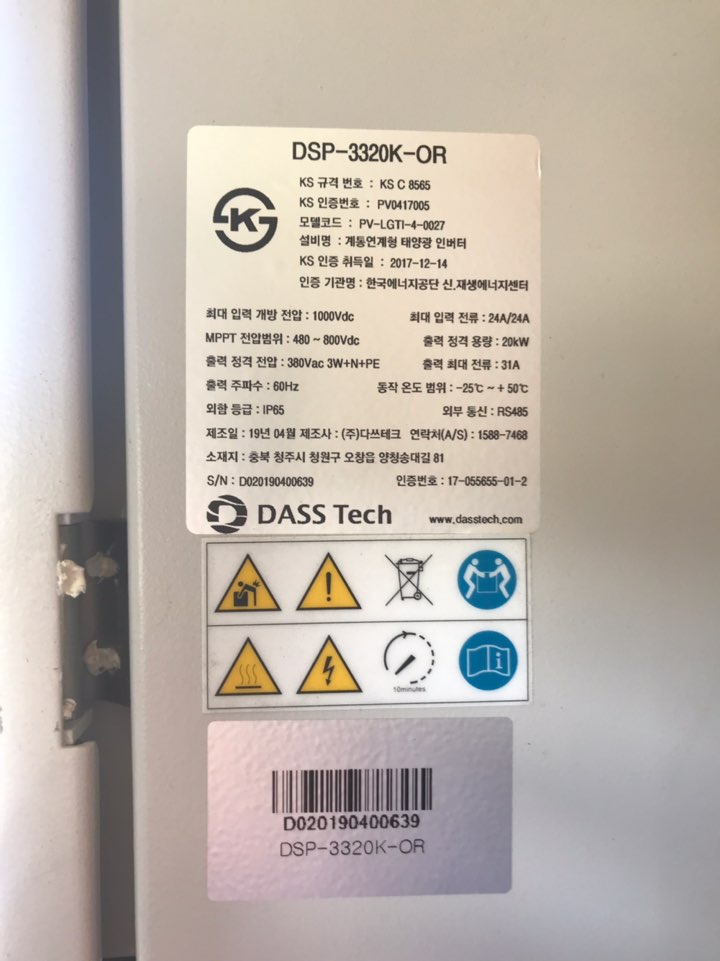 DSP-3320K-OR
KS 규격 번호 : KS C 8565
KS 인증번호 : PV0417005
모델코드 : PV-LGTI-4-0027
설비명 : 계통연계형 태양광 인버터
KS 인증 취득일 : 2017-12-14
인증 기관명 : 한국에너지공단 신.재생에너지센터
K
최대 입력 개방 전압 : 1000Vdc 최대 입력 전류 : 24A/24A
MPPT 전압범위 : 480 ~ 800Vdc 출력 정격 용량 : 20kW
출력 정격 전압 : 380Vac 3W+N+PE 출력 최대 전류 : 31A
출력 주파수 : 60Hz 동작 온도 범위 : -25℃ ~ + 50℃
외함 등급 : IP65 외부 통신 : RS485
제조일 : 19년 04월 제조사 : (주)다쓰테크 연락처(A/S) : 1588-7468
소재지 : 충북 청주시 청원구 오창읍 양청송대길 81
S/N : D020190400639 인증번호 : 17-055655-01-2
DASS Tech www.dasstech.com
10minutes
D020190400639
DSP-3320K-OR